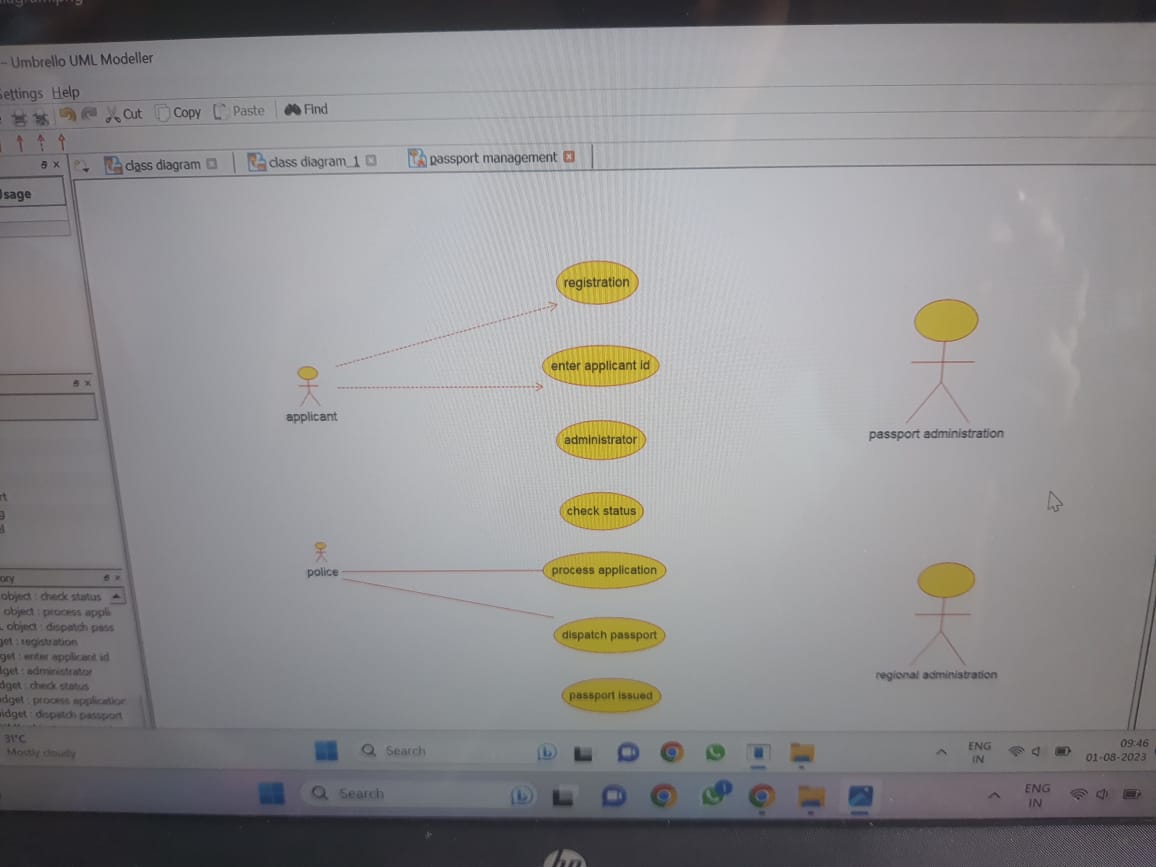 – Umbrello UML Modeller
Settings Help
Cut Copy Paste Find
class diagram class diagram_1 passport management
registration
enter applicant id
applicant
administrator
passport administration
check status
police
process application
dispatch passport
regional administration
passport issued
object : check status
object : process appli
object : dispatch pass
get : registration
get : enter applicant id
dget : administrator
dget : check status
idget : process application
idget : dispatch passport
31°C
Mostly cloudy
Search
ENG
IN
09:46
01-08-2023
Search
1
ENG
IN
hp